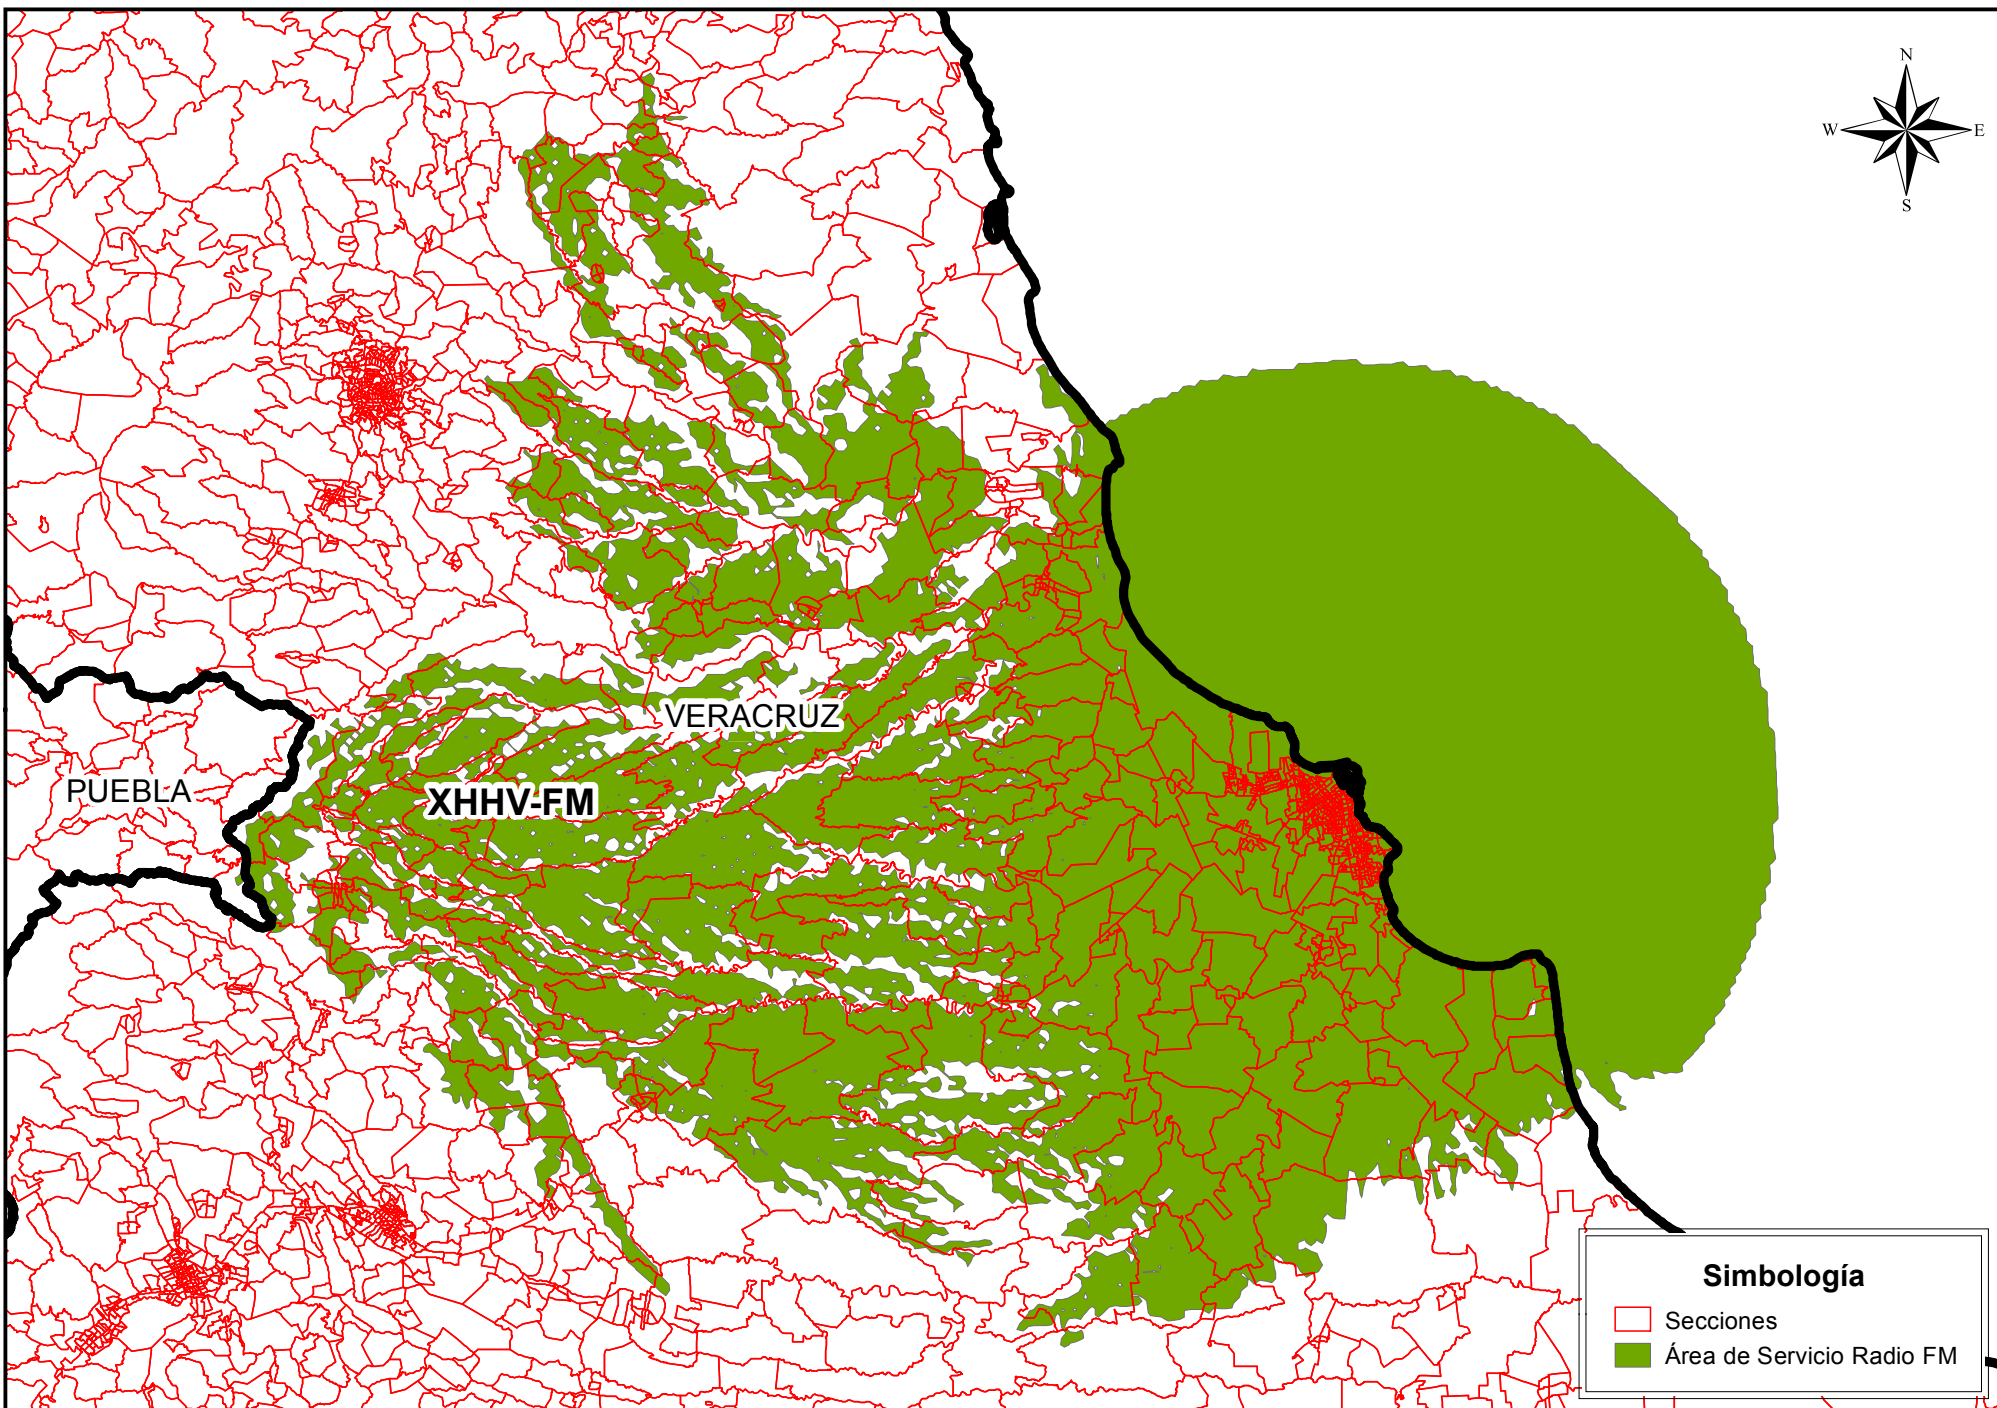 N
W E
S
VERACRUZ
PUEBLA
XHHV-FM
Simbología
Secciones
Área de Servicio Radio FM